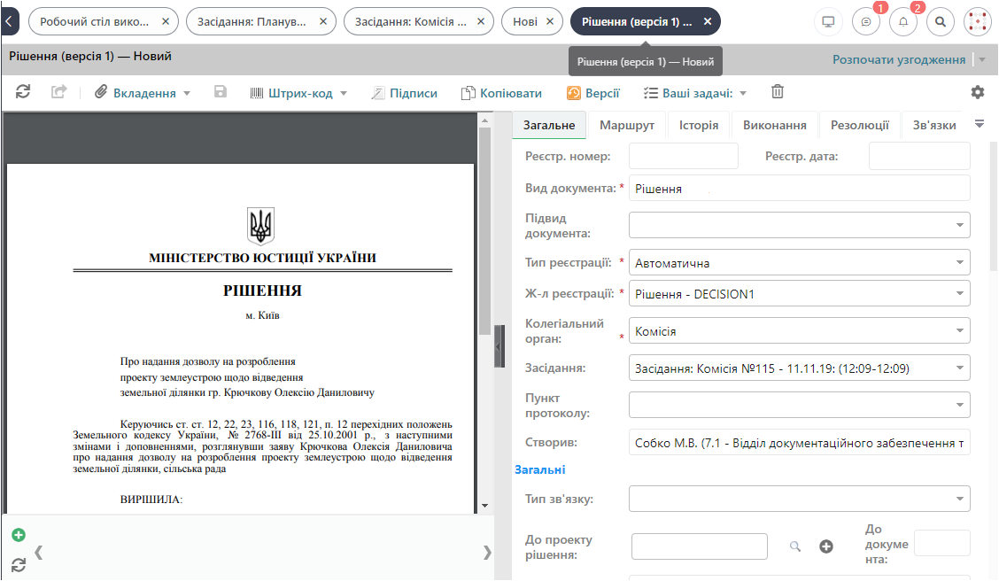 Робочий стіл вико...
Засідання: Планув...
Засідання: Комісія ...
Нові
Рішення (версія 1) ...
1
2
Рішення (версія 1) — Новий
Рішення (версія 1) — Новий
Розпочати узгодження
Вкладення
Штрих-код
Підписи
Копіювати
Версії
Ваші задачі:
МІНІСТЕРСТВО ЮСТИЦІЇ УКРАЇНИ
РІШЕННЯ
м. Київ
Про надання дозволу на розроблення
проекту землеустрою щодо відведення
земельної ділянки гр. Крючкову Олексію Даниловичу
Керуючись ст. ст. 12, 22, 23, 116, 118, 121, п. 12 перехідних положень
Земельного кодексу України, № 2768-III від 25.10.2001 р., з наступними
змінами і доповненнями, розглянувши заяву Крючкова Олексія Даниловича
про надання дозволу на розроблення проекту землеустрою щодо відведення
земельної ділянки, сільська рада
ВИРІШИЛА:
Загальне
Маршрут
Історія
Виконання
Резолюції
Зв'язки
Реєстр. номер:
Реєстр. дата:
Вид документа: *
Рішення
Підвид
документа:
Тип реєстрації: *
Автоматична
Ж-л реєстрації: *
Рішення - DECISION1
Колегіальний
орган: *
Комісія
Засідання:
Засідання: Комісія №115 - 11.11.19: (12:09-12:09)
Пункт
протоколу:
Створив:
Собко М.В. (7.1 - Відділ документаційного забезпечення т
Загальні
Тип зв'язку:
До проекту
рішення:
До
докуме
нта: